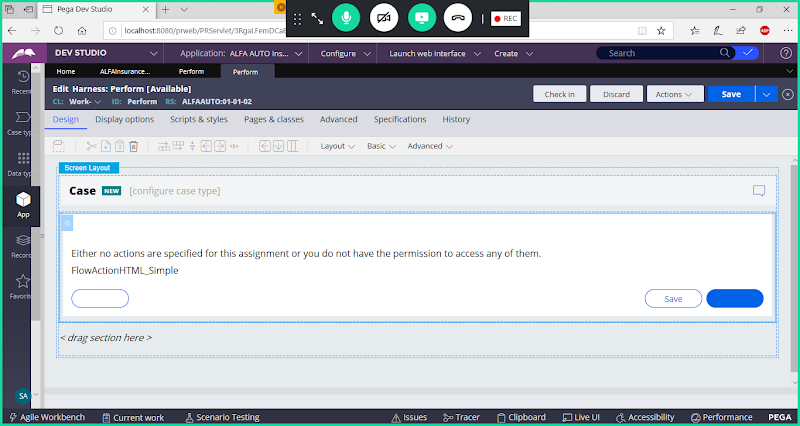 Pega Dev Studio
localhost:8080/prweb/PRServlet/3RgaLFemDCaE
REC
DEV STUDIO
Application: ALFA AUTO Ins...
Configure
Launch web interface
Create
Search
Home
ALFAInsurance...
Perform
Perform
Edit Harness: Perform [Available]
CL: Work- ID: Perform RS: ALFAAUTO:01-01-02
Check in
Discard
Actions
Save
Recen
Case typ
Data typ
App
Record
Favorit
SA
Design
Display options
Scripts & styles
Pages & classes
Advanced
Specifications
History
Layout
Basic
Advanced
Screen Layout
Case NEW [configure case type]
Either no actions are specified for this assignment or you do not have the permission to access any of them.
FlowActionHTML_Simple
Save
< drag section here >
Agile Workbench
Current work
Scenario Testing
Issues
Tracer
Clipboard
Live UI
Accessibility
Performance
PEGA